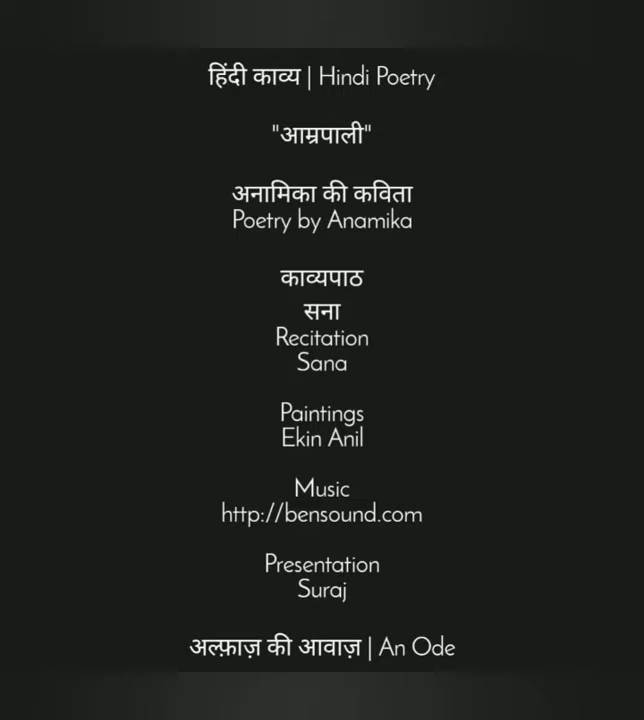 हिंदी काव्य | Hindi Poetry
"आम्रपाली"
अनामिका की कविता
Poetry by Anamika
काव्यपाठ
सना
Recitation
Sana
Paintings
Ekin Anil
Music
http://bensound.com
Presentation
Suraj
अल्फ़ाज़ की आवाज़ | An Ode